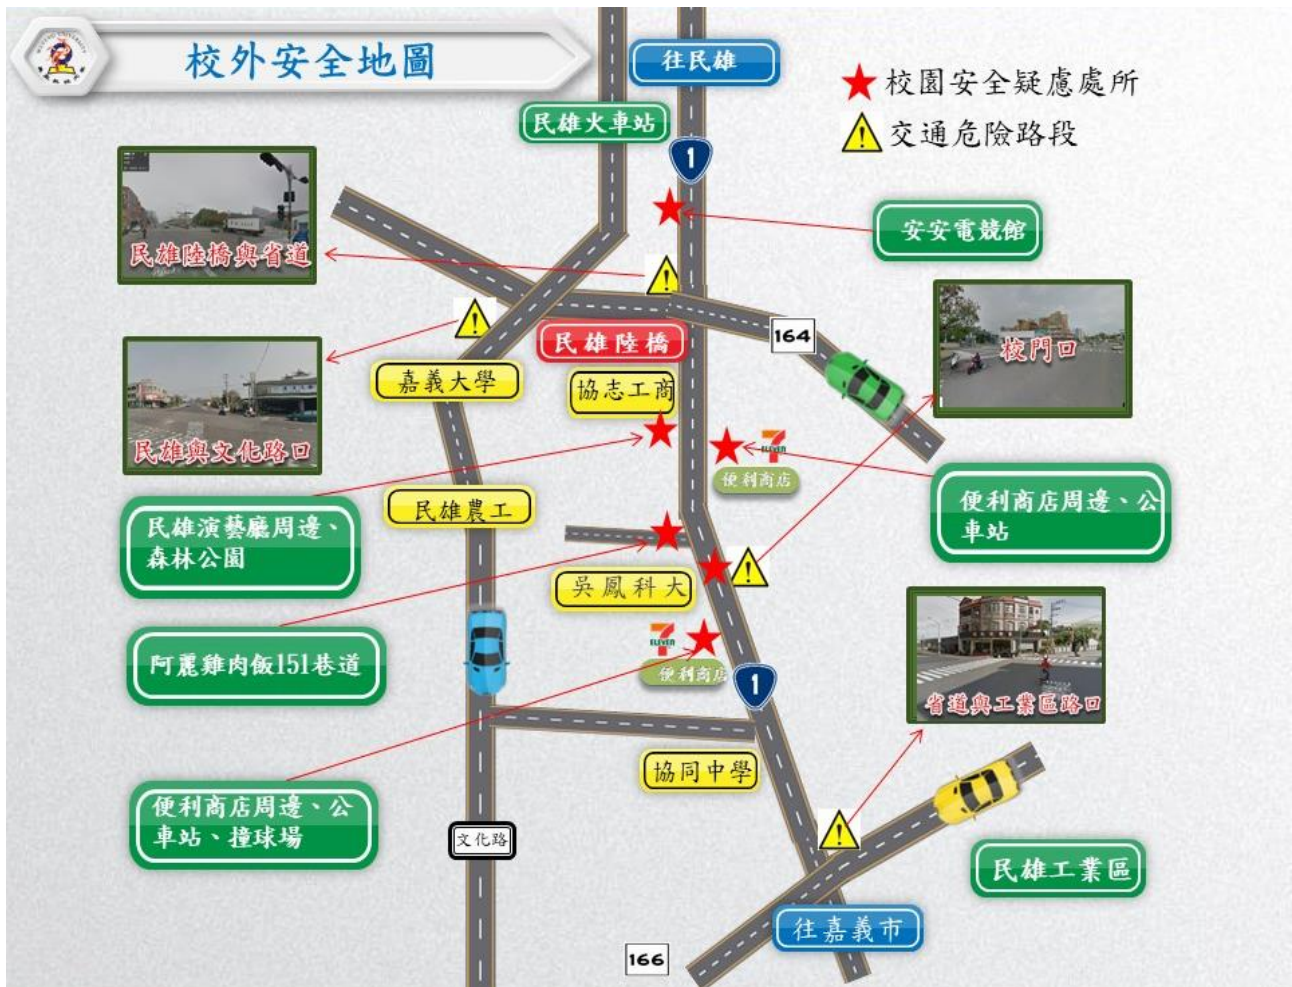 校外安全地圖
往民雄
校園安全疑慮處所
交通危險路段
民雄火車站
1
安安電競館
民雄陸橋與省道
校門口
164
民雄陸橋
嘉義大學
協志工商
民雄與文化路口
7
ELEVEN
便利商店
民雄農工
民雄演藝廳周邊、
森林公園
便利商店周邊、公
車站
吳鳳科大
阿麗雞肉飯151巷道
7
ELEVEN
便利商店
1
省道與工業區路口
協同中學
便利商店周邊、公
車站、撞球場
文化路
民雄工業區
往嘉義市
166